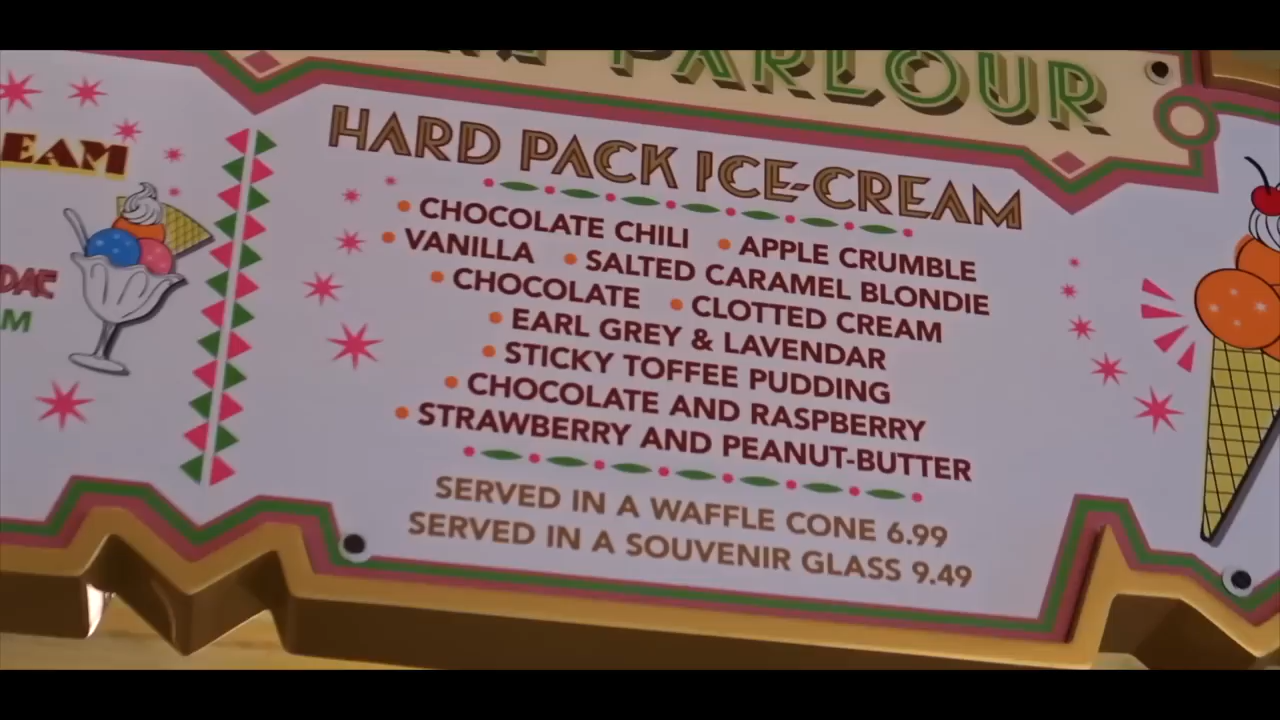 PARLOUR
EAM
DAE
M
HARD PACK ICE-CREAM
• CHOCOLATE CHILI • APPLE CRUMBLE
• VANILLA • SALTED CARAMEL BLONDIE
• CHOCOLATE • CLOTTED CREAM
• EARL GREY & LAVENDAR
• STICKY TOFFEE PUDDING
• CHOCOLATE AND RASPBERRY
• STRAWBERRY AND PEANUT-BUTTER
SERVED IN A WAFFLE CONE 6.99
SERVED IN A SOUVENIR GLASS 9.49